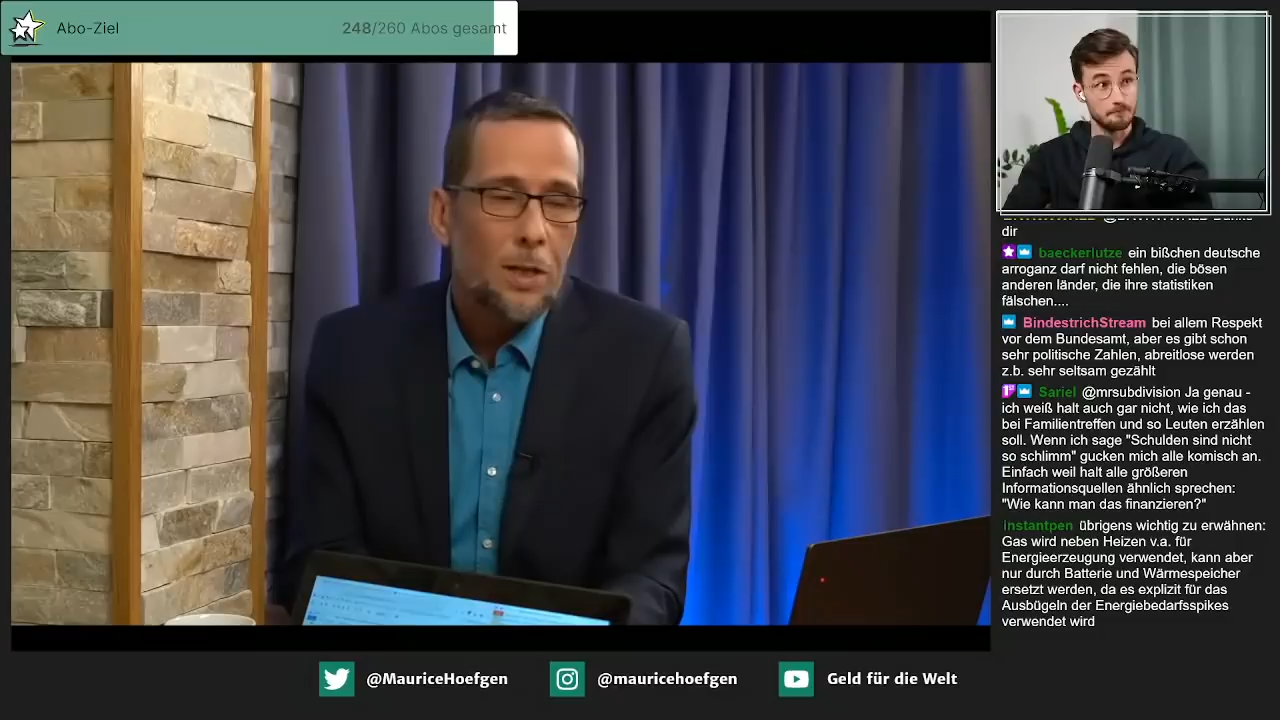 Abo-Ziel
248/260 Abos gesamt
dir
baeckerlutze ein bißchen deutsche
arroganz darf nicht fehlen, die bösen
anderen länder, die ihre statistiken
fälschen....
BindestrichStream bei allem Respekt
vor dem Bundesamt, aber es gibt schon
sehr politische Zahlen, abreitlose werden
z.b. sehr seltsam gezählt
Sariel @mrsubdivision Ja genau -
ich weiß halt auch gar nicht, wie ich das
bei Familientreffen und so Leuten erzählen
soll. Wenn ich sage "Schulden sind nicht
so schlimm" gucken mich alle komisch an.
Einfach weil halt alle größeren
Informationsquellen ähnlich sprechen:
"Wie kann man das finanzieren?"
instantpen übrigens wichtig zu erwähnen:
Gas wird neben Heizen v.a. für
Energieerzeugung verwendet, kann aber
nur durch Batterie und Wärmespeicher
ersetzt werden, da es explizit für das
Ausbügeln der Energiebedarfsspikes
verwendet wird
@MauriceHoefgen
@mauricehoefgen
Geld für die Welt